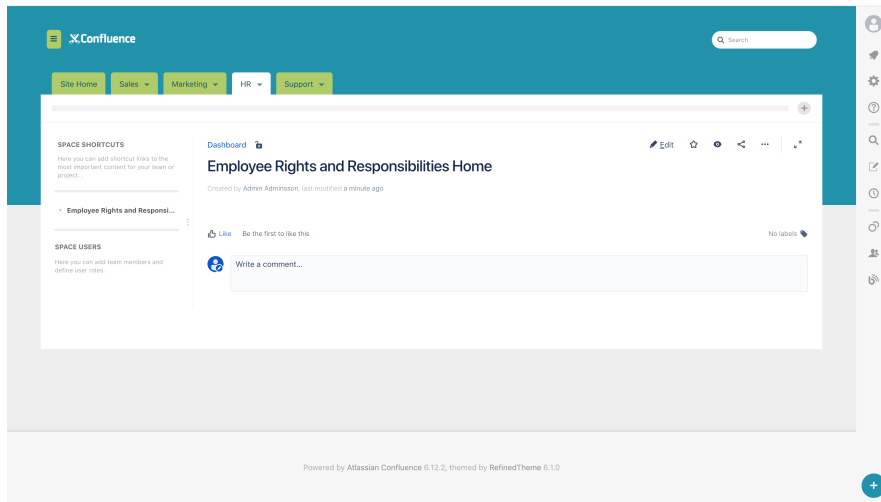 Confluence
Search
Site Home
Sales
Marketing
HR
Support
SPACE SHORTCUTS
Here you can add shortcut links to the
most important content for your team or
project...
Employee Rights and Responsi...
SPACE USERS
Here you can add team members and
define user roles.
Dashboard
Edit
Employee Rights and Responsibilities Home
Created by Admin Adminsson, last modified a minute ago
Like
Be the first to like this
No labels
Write a comment...
Powered by Atlassian Confluence 6.12.2, themed by RefinedTheme 6.1.0